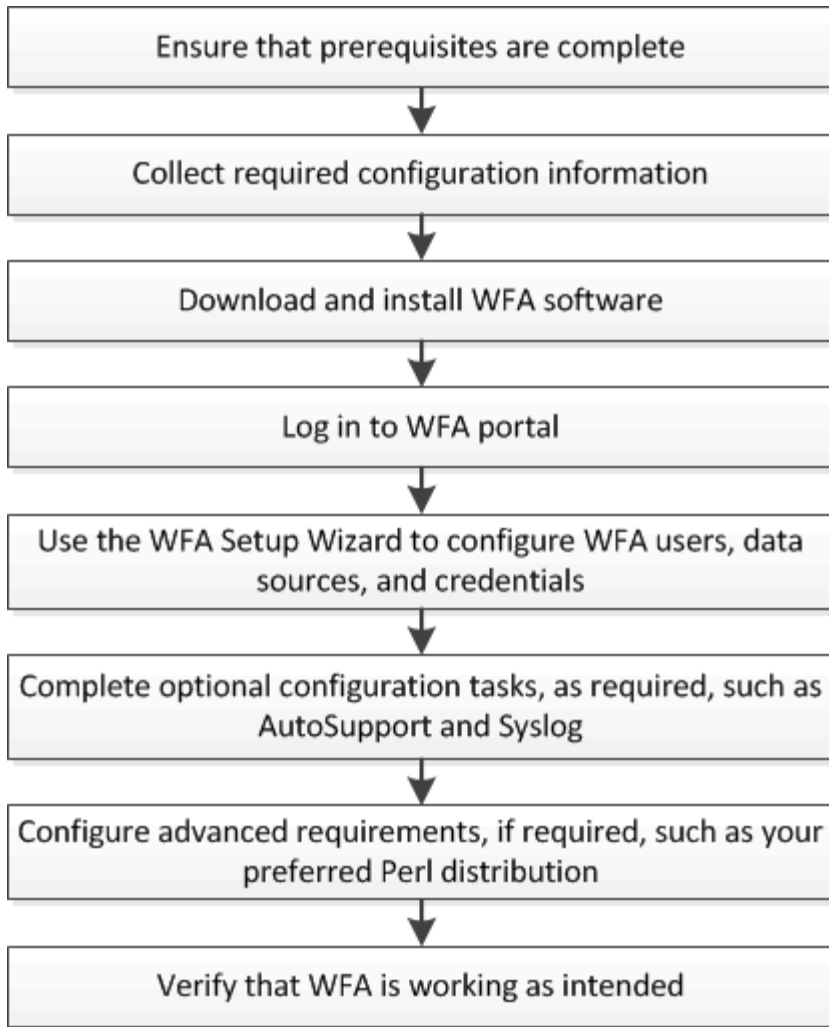 Ensure that prerequisites are complete
Collect required configuration information
Download and install WFA software
Log in to WFA portal
Use the WFA Setup Wizard to configure WFA users, data
sources, and credentials
Complete optional configuration tasks, as required, such as
AutoSupport and Syslog
Configure advanced requirements, if required, such as your
preferred Perl distribution
Verify that WFA is working as intended